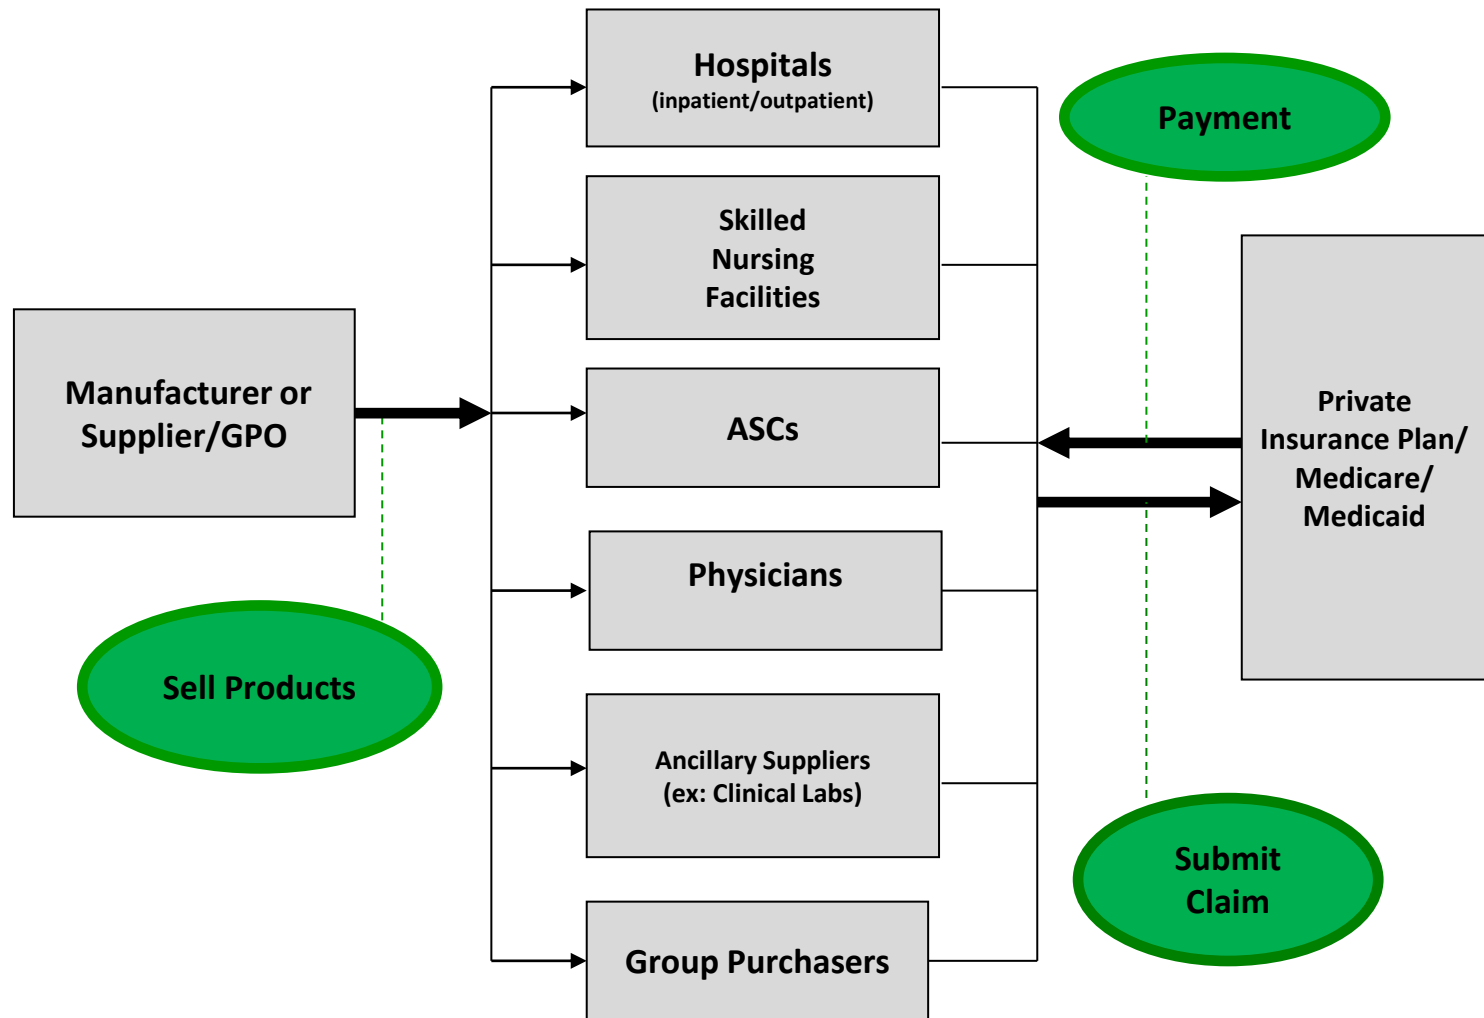 Hospitals
(inpatient/outpatient)
Payment
Skilled
Nursing
Facilities
Manufacturer or
Supplier/GPO
ASCs
Private
Insurance Plan/
Medicare/
Medicaid
Physicians
Sell Products
Ancillary Suppliers
(ex: Clinical Labs)
Submit
Claim
Group Purchasers